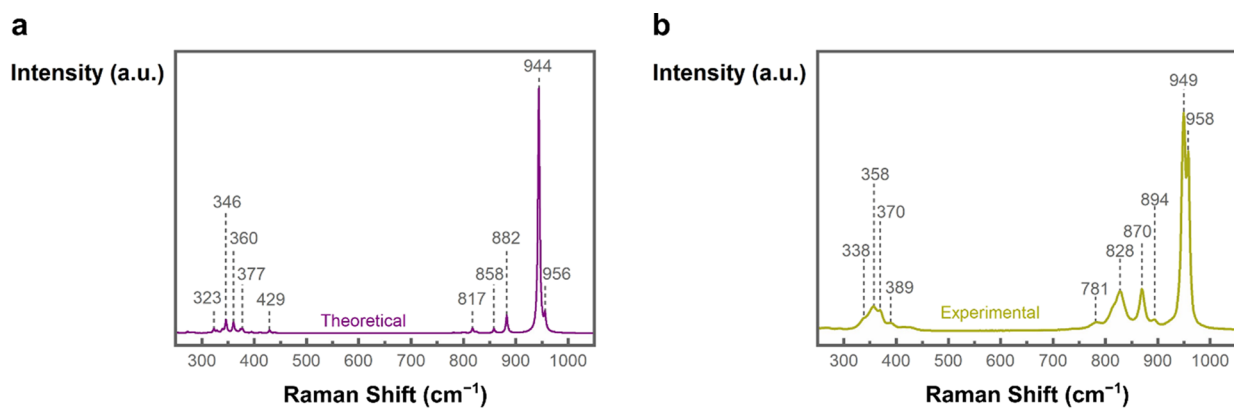 a
Intensity (a.u.)
944
346
360
377
323
429
Theoretical
817
858
882
956
300 400 500 600 700 800 900 1000
Raman Shift (cm⁻¹)
b
Intensity (a.u.)
949
958
358
370
338
389
Experimental
781
828
870
894
300 400 500 600 700 800 900 1000
Raman Shift (cm⁻¹)